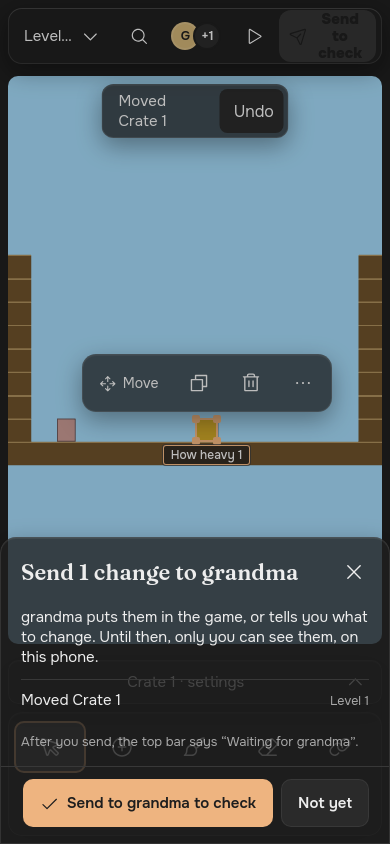 Level...
G
+1
Send
to
check
Moved
Crate 1
Undo
Move
How heavy 1
Send 1 change to grandma
grandma puts them in the game, or tells you what
to change. Until then, only you can see them, on
this phone.
Crate 1 · settings
Moved Crate 1
Level 1
After you send, the top bar says “Waiting for grandma”.
Send to grandma to check
Not yet